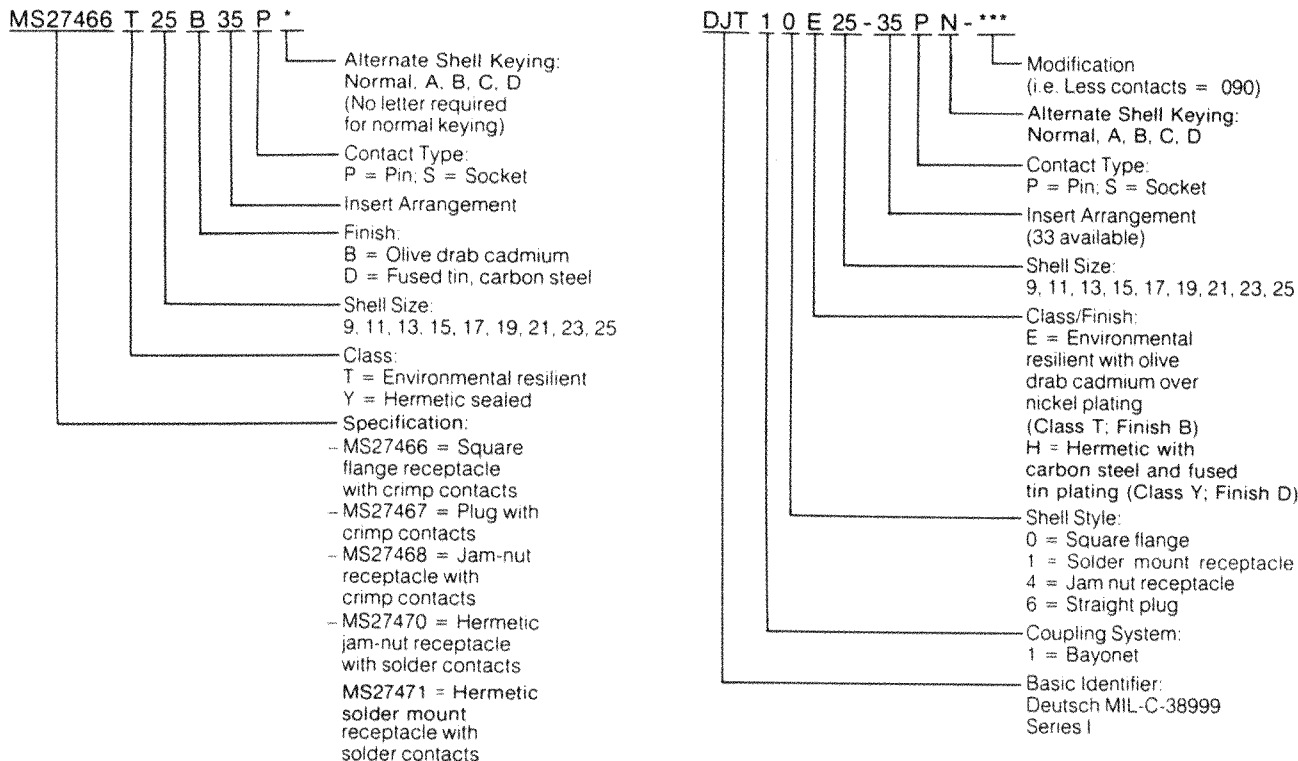 MS27466 T 25 B 35 P *
Alternate Shell Keying:
Normal, A, B, C, D
(No letter required
for normal keying)
Contact Type:
P = Pin; S = Socket
Insert Arrangement
Finish:
B = Olive drab cadmium
D = Fused tin, carbon steel
Shell Size:
9, 11, 13, 15, 17, 19, 21, 23, 25
Class:
T = Environmental resilient
Y = Hermetic sealed
Specification:
MS27466 = Square
flange receptacle
with crimp contacts
MS27467 = Plug with
crimp contacts
MS27468 = Jam-nut
receptacle with
crimp contacts
MS27470 = Hermetic
jam-nut receptacle
with solder contacts
MS27471 = Hermetic
solder mount
receptacle with
solder contacts
DJT 1 0 E 25-35 P N-***
Modification
(i.e. Less contacts = 090)
Alternate Shell Keying:
Normal, A, B, C, D
Contact Type:
P = Pin; S = Socket
Insert Arrangement
(33 available)
Shell Size:
9, 11, 13, 15, 17, 19, 21, 23, 25
Class/Finish:
E = Environmental
resilient with olive
drab cadmium over
nickel plating
(Class T; Finish B)
H = Hermetic with
carbon steel and fused
tin plating (Class Y; Finish D)
Shell Style:
0 = Square flange
1 = Solder mount receptacle
4 = Jam nut receptacle
6 = Straight plug
Coupling System:
1 = Bayonet
Basic Identifier:
Deutsch MIL-C-38999
Series I